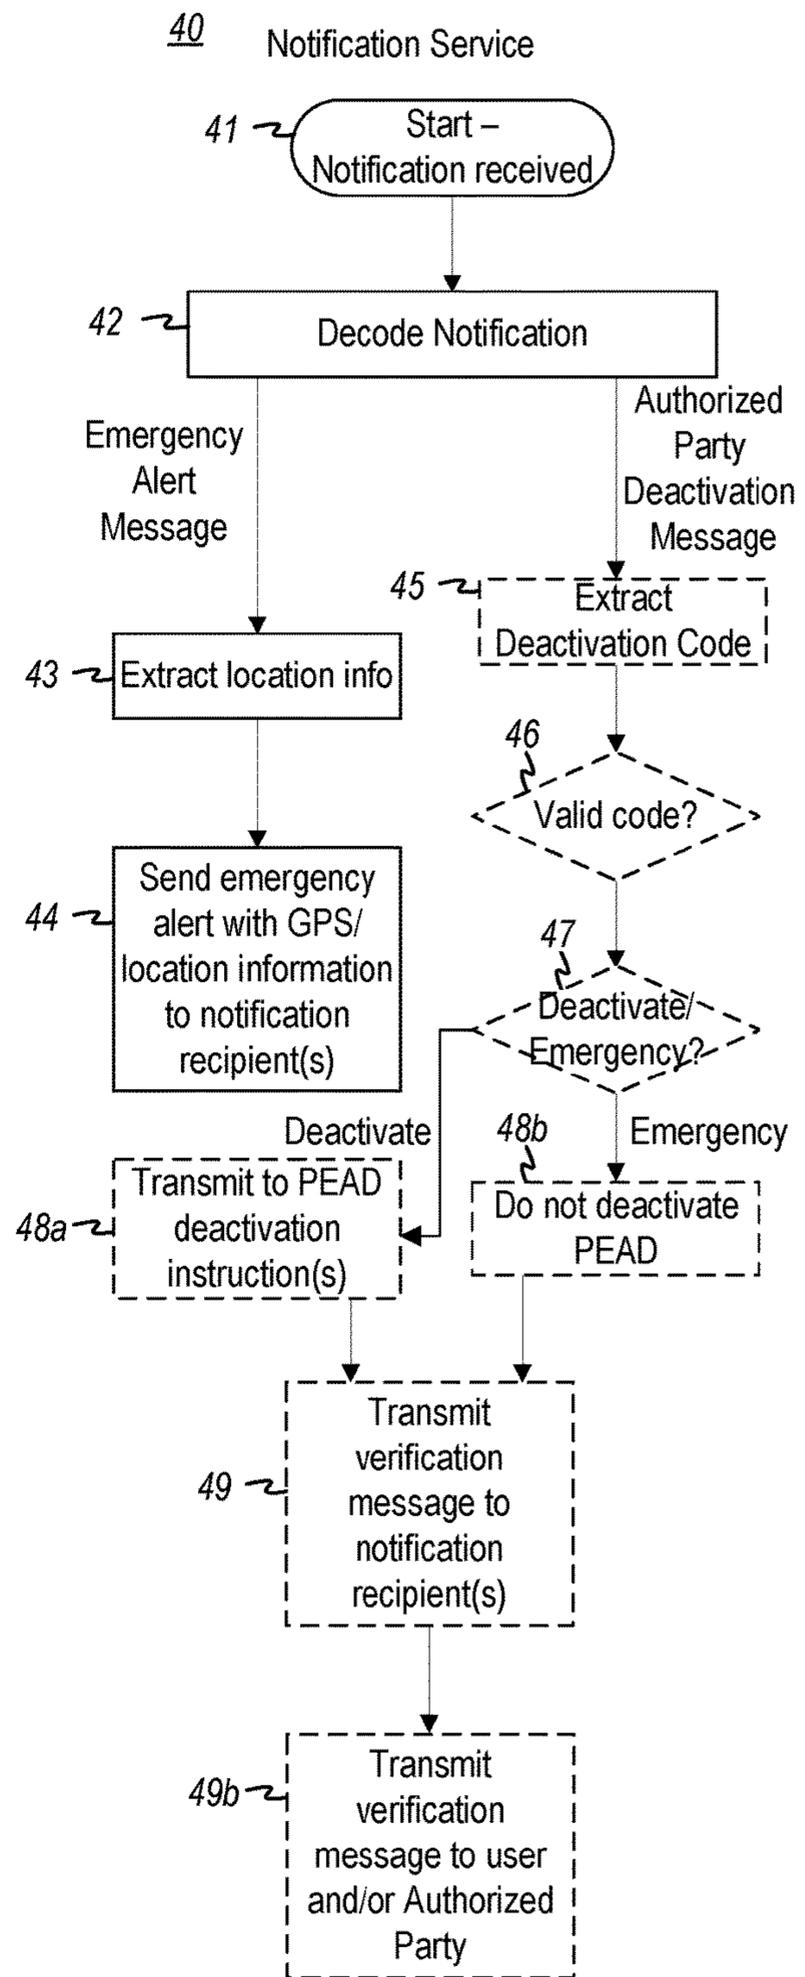 40
Notification Service
41
Start –
Notification received
42
Decode Notification
Emergency
Alert
Message
Authorized
Party
Deactivation
Message
45
Extract
Deactivation Code
43
Extract location info
46
Valid code?
44
Send emergency
alert with GPS/
location information
to notification
recipient(s)
47
Deactivate/
Emergency?
Deactivate
48b
Emergency
48a
Transmit to PEAD
deactivation
instruction(s)
Do not deactivate
PEAD
49
Transmit
verification
message to
notification
recipient(s)
49b
Transmit
verification
message to user
and/or Authorized
Party